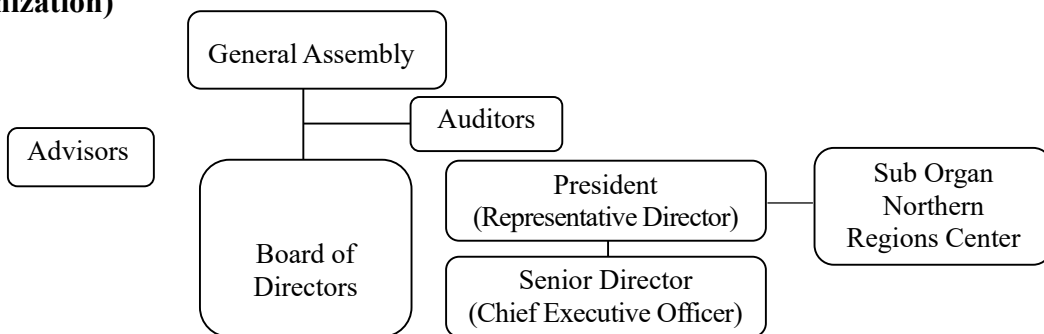 General Assembly
Auditors
Advisors
Board of
Directors
President
(Representative Director)
Senior Director
(Chief Executive Officer)
Sub Organ
Northern
Regions Center